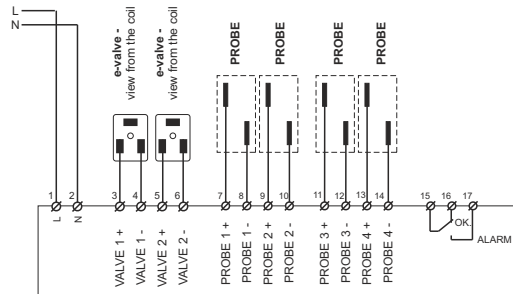 L
N
e-valve -
view from the coil
e-valve -
view from the coil
PROBE
PROBE
PROBE
PROBE
1
2
3
4
5
6
7
8
9
10
11
12
13
14
15
16
17
L
N
VALVE 1 +
VALVE 1 -
VALVE 2 +
VALVE 2 -
PROBE 1 +
PROBE 1 -
PROBE 2 +
PROBE 2 -
PROBE 3 +
PROBE 3 -
PROBE 4 +
PROBE 4 -
OK.
ALARM